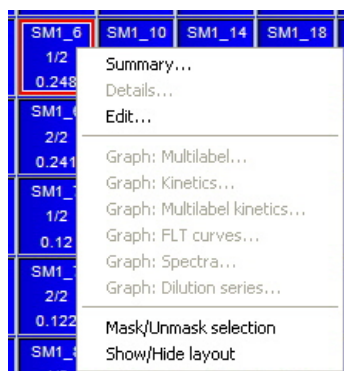 SM1_6 SM1_10 SM1_14 SM1_18
1/2
0.248
2/2
0.241
1/2
0.12
2/2
0.122
Summary...
Details...
Edit...
Graph: Multilabel...
Graph: Kinetics...
Graph: Multilabel kinetics...
Graph: FLT curves...
Graph: Spectra...
Graph: Dilution series...
Mask/Unmask selection
Show/Hide layout